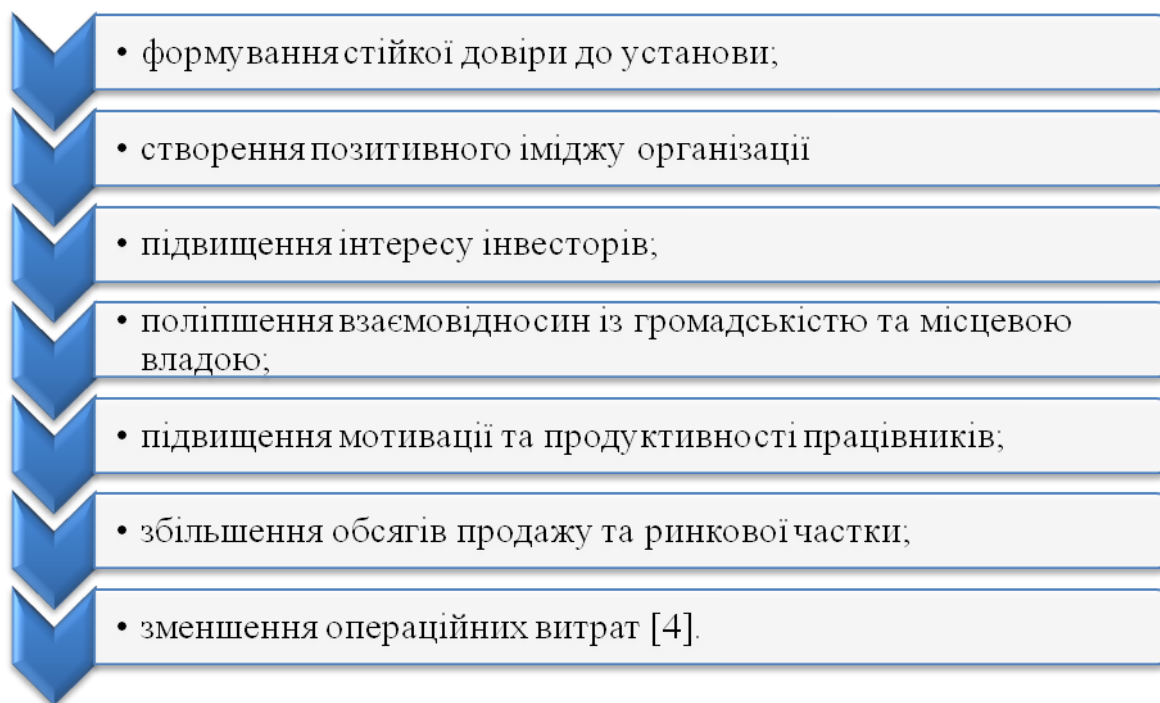 • формування стійкої довіри до установи;
• створення позитивного іміджу організації
• підвищення інтересу інвесторів;
• поліпшення взаємовідносин із громадськістю та місцевою
владою;
• підвищення мотивації та продуктивності працівників;
• збільшення обсягів продажу та ринкової частки;
• зменшення операційних витрат [4].